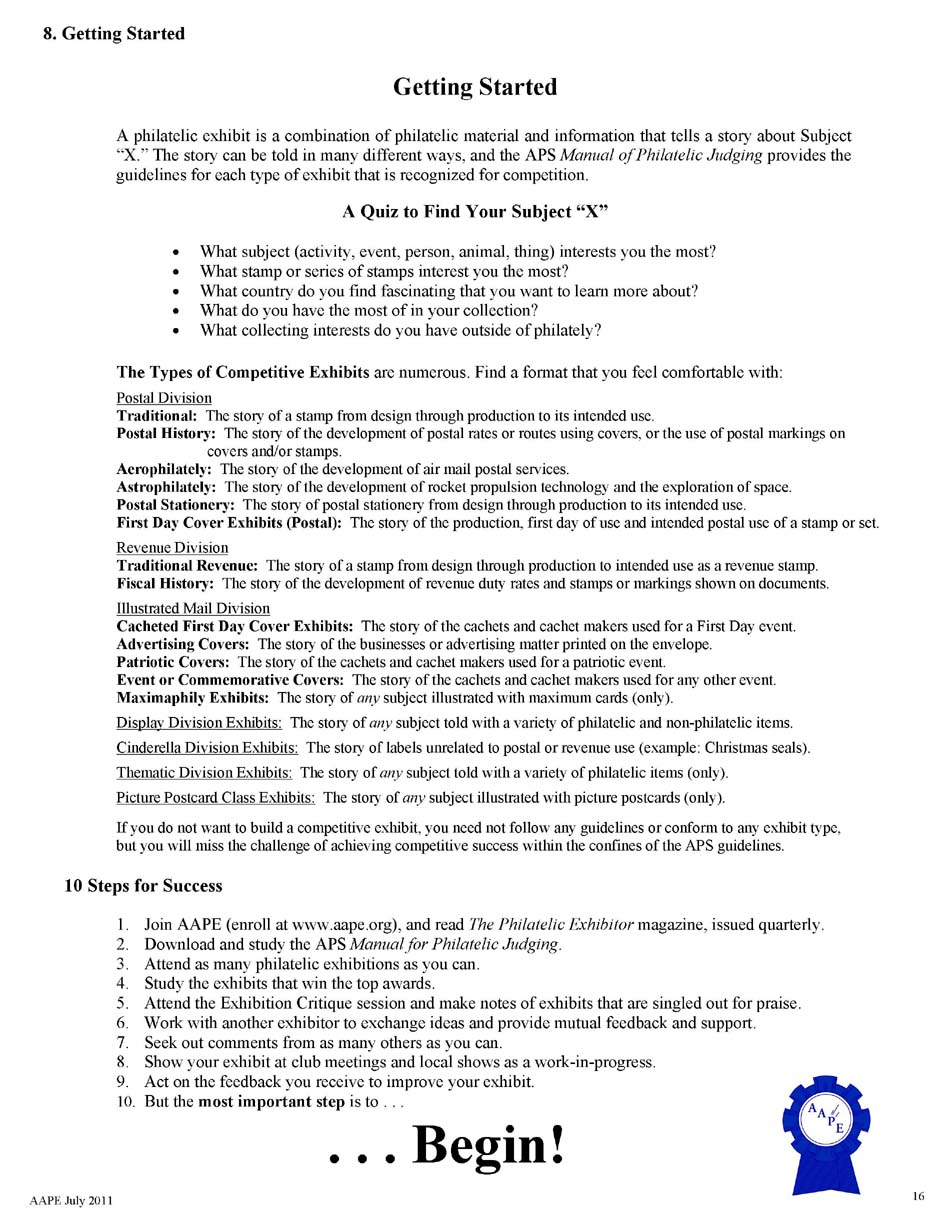 8. Getting Started
Getting Started
A philatelic exhibit is a combination of philatelic material and information that tells a story about Subject
“X.” The story can be told in many different ways, and the APS Manual of Philatelic Judging provides the
guidelines for each type of exhibit that is recognized for competition.
A Quiz to Find Your Subject “X”
• What subject (activity, event, person, animal, thing) interests you the most?
• What stamp or series of stamps interest you the most?
• What country do you find fascinating that you want to learn more about?
• What do you have the most of in your collection?
• What collecting interests do you have outside of philately?
The Types of Competitive Exhibits are numerous. Find a format that you feel comfortable with:
Postal Division
Traditional: The story of a stamp from design through production to its intended use.
Postal History: The story of the development of postal rates or routes using covers, or the use of postal markings on
covers and/or stamps.
Aerophilately: The story of the development of air mail postal services.
Astrophilately: The story of the development of rocket propulsion technology and the exploration of space.
Postal Stationery: The story of postal stationery from design through production to its intended use.
First Day Cover Exhibits (Postal): The story of the production, first day of use and intended postal use of a stamp or set.
Revenue Division
Traditional Revenue: The story of a stamp from design through production to intended use as a revenue stamp.
Fiscal History: The story of the development of revenue duty rates and stamps or markings shown on documents.
Illustrated Mail Division
Cacheted First Day Cover Exhibits: The story of the cachets and cachet makers used for a First Day event.
Advertising Covers: The story of the businesses or advertising matter printed on the envelope.
Patriotic Covers: The story of the cachets and cachet makers used for a patriotic event.
Event or Commemorative Covers: The story of the cachets and cachet makers used for any other event.
Maximaphily Exhibits: The story of any subject illustrated with maximum cards (only).
Display Division Exhibits: The story of any subject told with a variety of philatelic and non-philatelic items.
Cinderella Division Exhibits: The story of labels unrelated to postal or revenue use (example: Christmas seals).
Thematic Division Exhibits: The story of any subject told with a variety of philatelic items (only).
Picture Postcard Class Exhibits: The story of any subject illustrated with picture postcards (only).
If you do not want to build a competitive exhibit, you need not follow any guidelines or conform to any exhibit type,
but you will miss the challenge of achieving competitive success within the confines of the APS guidelines.
10 Steps for Success
1. Join AAPE (enroll at www.aape.org), and read The Philatelic Exhibitor magazine, issued quarterly.
2. Download and study the APS Manual for Philatelic Judging.
3. Attend as many philatelic exhibitions as you can.
4. Study the exhibits that win the top awards.
5. Attend the Exhibition Critique session and make notes of exhibits that are singled out for praise.
6. Work with another exhibitor to exchange ideas and provide mutual feedback and support.
7. Seek out comments from as many others as you can.
8. Show your exhibit at club meetings and local shows as a work-in-progress.
9. Act on the feedback you receive to improve your exhibit.
10. But the most important step is to . . .
. . . Begin!
A A of P E
AAPE July 2011
16